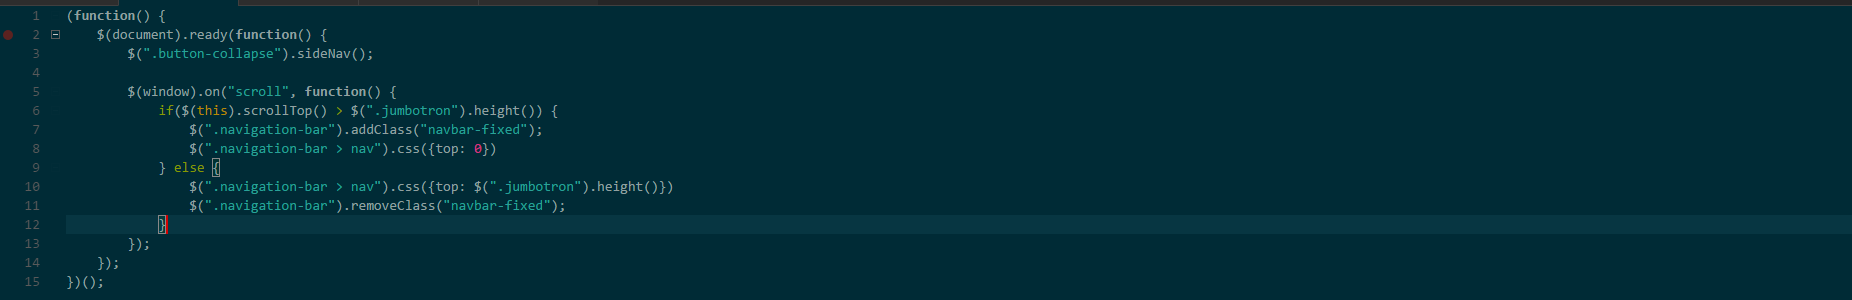 1 (function() {
2 $(document).ready(function() {
3 $(".button-collapse").sideNav();
4
5 $(window).on("scroll", function() {
6 if($(this).scrollTop() > $(".jumbotron").height()) {
7 $(".navigation-bar").addClass("navbar-fixed");
8 $(".navigation-bar > nav").css({top: 0})
9 } else {
10 $(".navigation-bar > nav").css({top: $(".jumbotron").height()})
11 $(".navigation-bar").removeClass("navbar-fixed");
12 }
13 });
14 });
15 })();